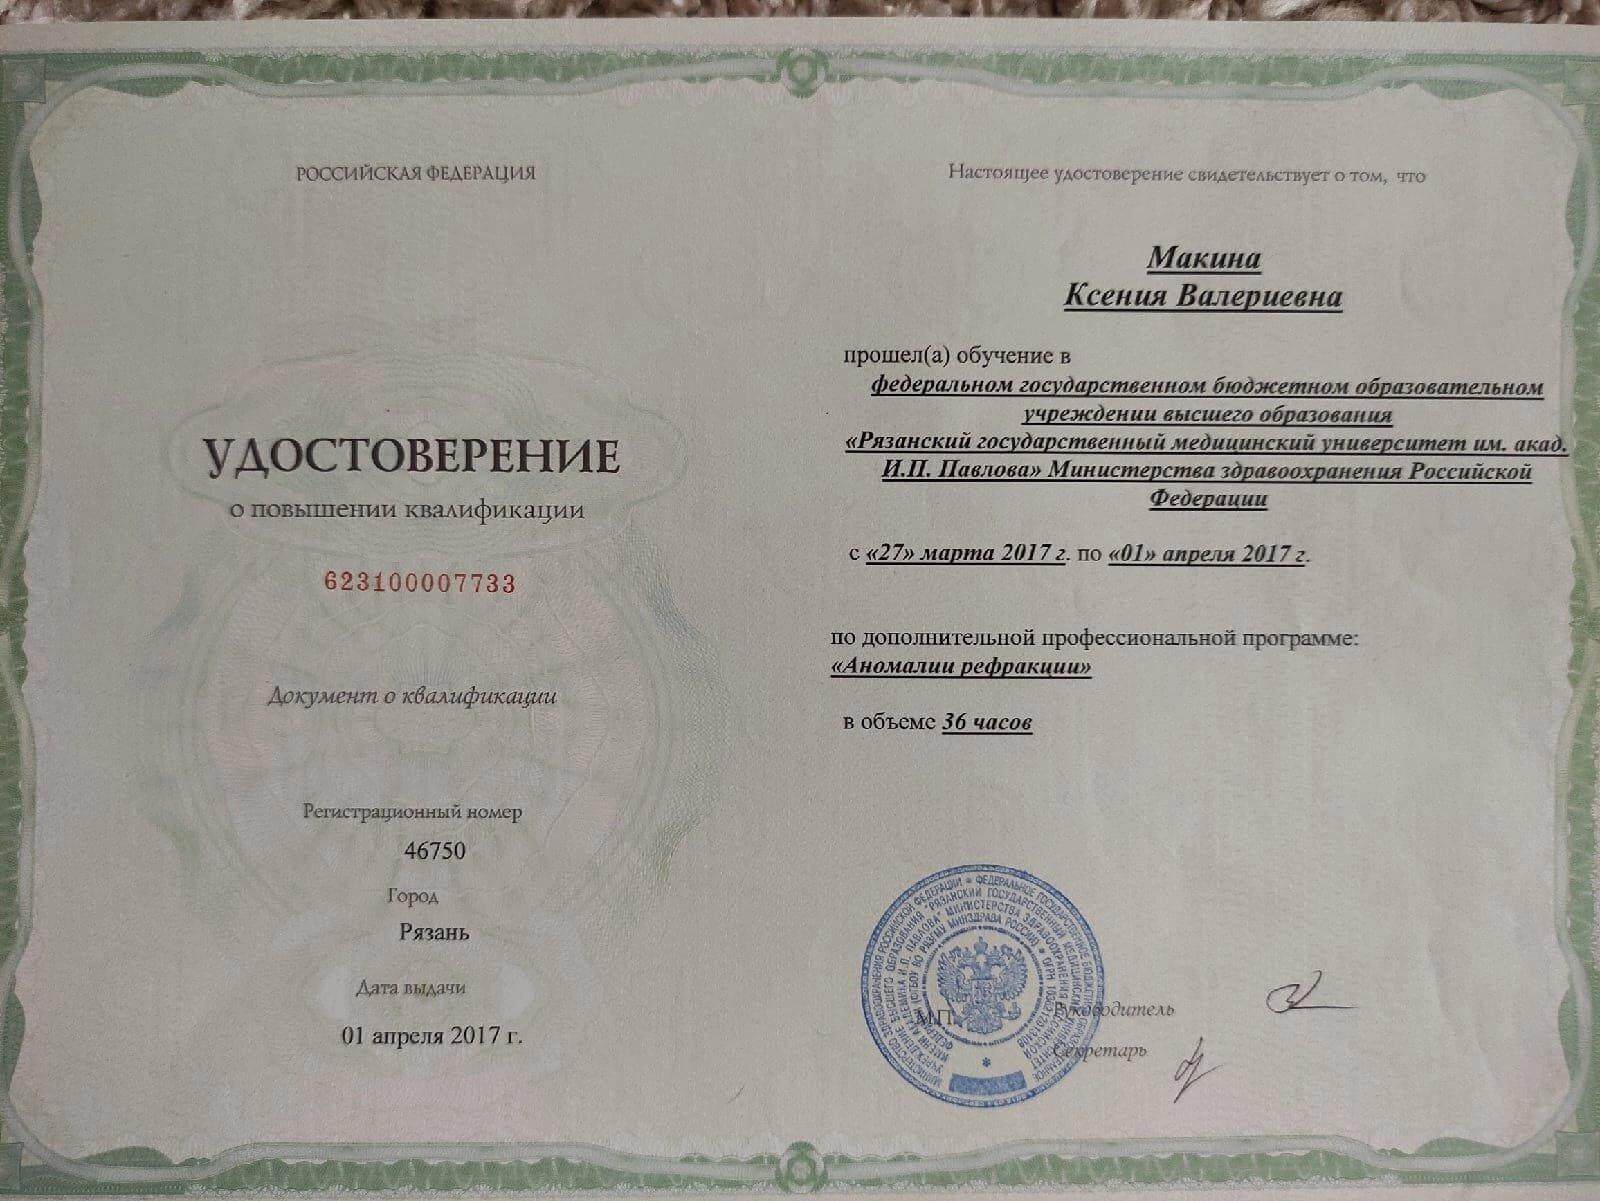 РОССИЙСКАЯ ФЕДЕРАЦИЯ
УДОСТОВЕРЕНИЕ
о повышении квалификации
623100007733
Документ о квалификации
Регистрационный номер
46750
Город
Рязань
Дата выдачи
01 апреля 2017 г.
Настоящее удостоверение свидетельствует о том, что
Макина
Ксения Валериевна
прошел(а) обучение в
федеральном государственном бюджетном образовательном
учреждении высшего образования
«Рязанский государственный медицинский университет им. акад.
И.П. Павлова» Министерства здравоохранения Российской
Федерации
с «27» марта 2017 г. по «01» апреля 2017 г.
по дополнительной профессиональной программе:
«Аномалии рефракции»
в объеме 36 часов
М.П.
Руководитель
Секретарь